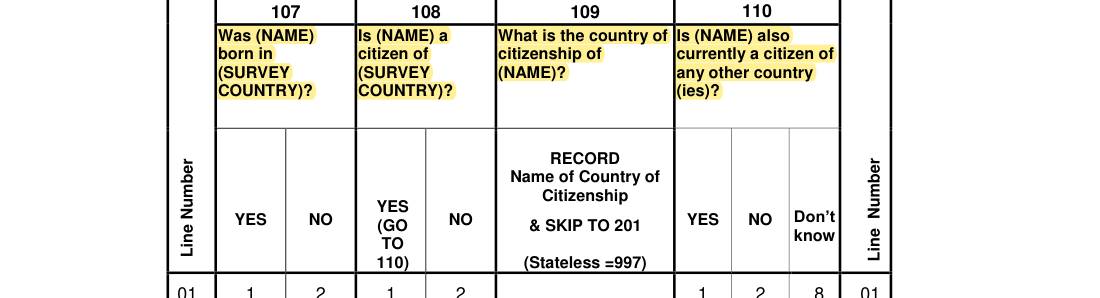 107
108
109
110
Was (NAME)
born in
(SURVEY
COUNTRY)?
Is (NAME) a
citizen of
(SURVEY
COUNTRY)?
What is the country of
citizenship of
(NAME)?
Is (NAME) also
currently a citizen of
any other country
(ies)?
Line Number
YES
NO
YES
(GO
TO
110)
NO
RECORD
Name of Country of
Citizenship
& SKIP TO 201
(Stateless =997)
YES
NO
Don’t
know
Line Number
01
1
2
1
2
1
2
8
01